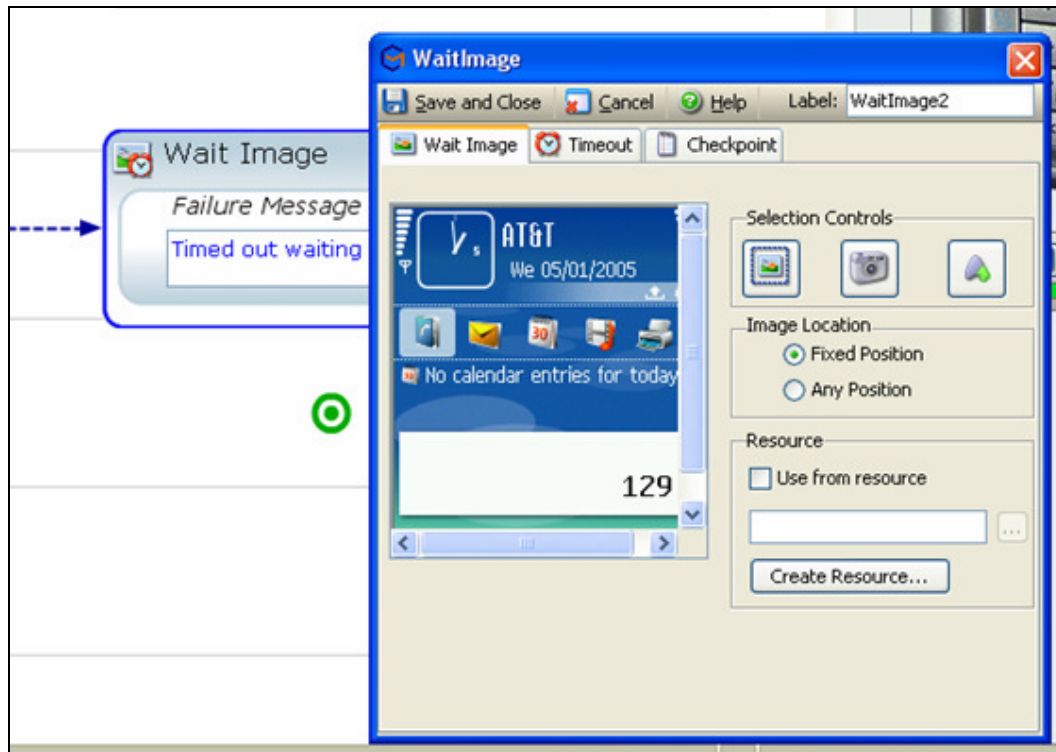 WaitImage
Save and Close Cancel Help Label: WaitImage2
Wait Image Timeout Checkpoint
Wait Image
Failure Message
Timed out waiting
AT&T
We 05/01/2005
30
No calendar entries for today
129
Selection Controls
Image Location
Fixed Position
Any Position
Resource
Use from resource
...
Create Resource...